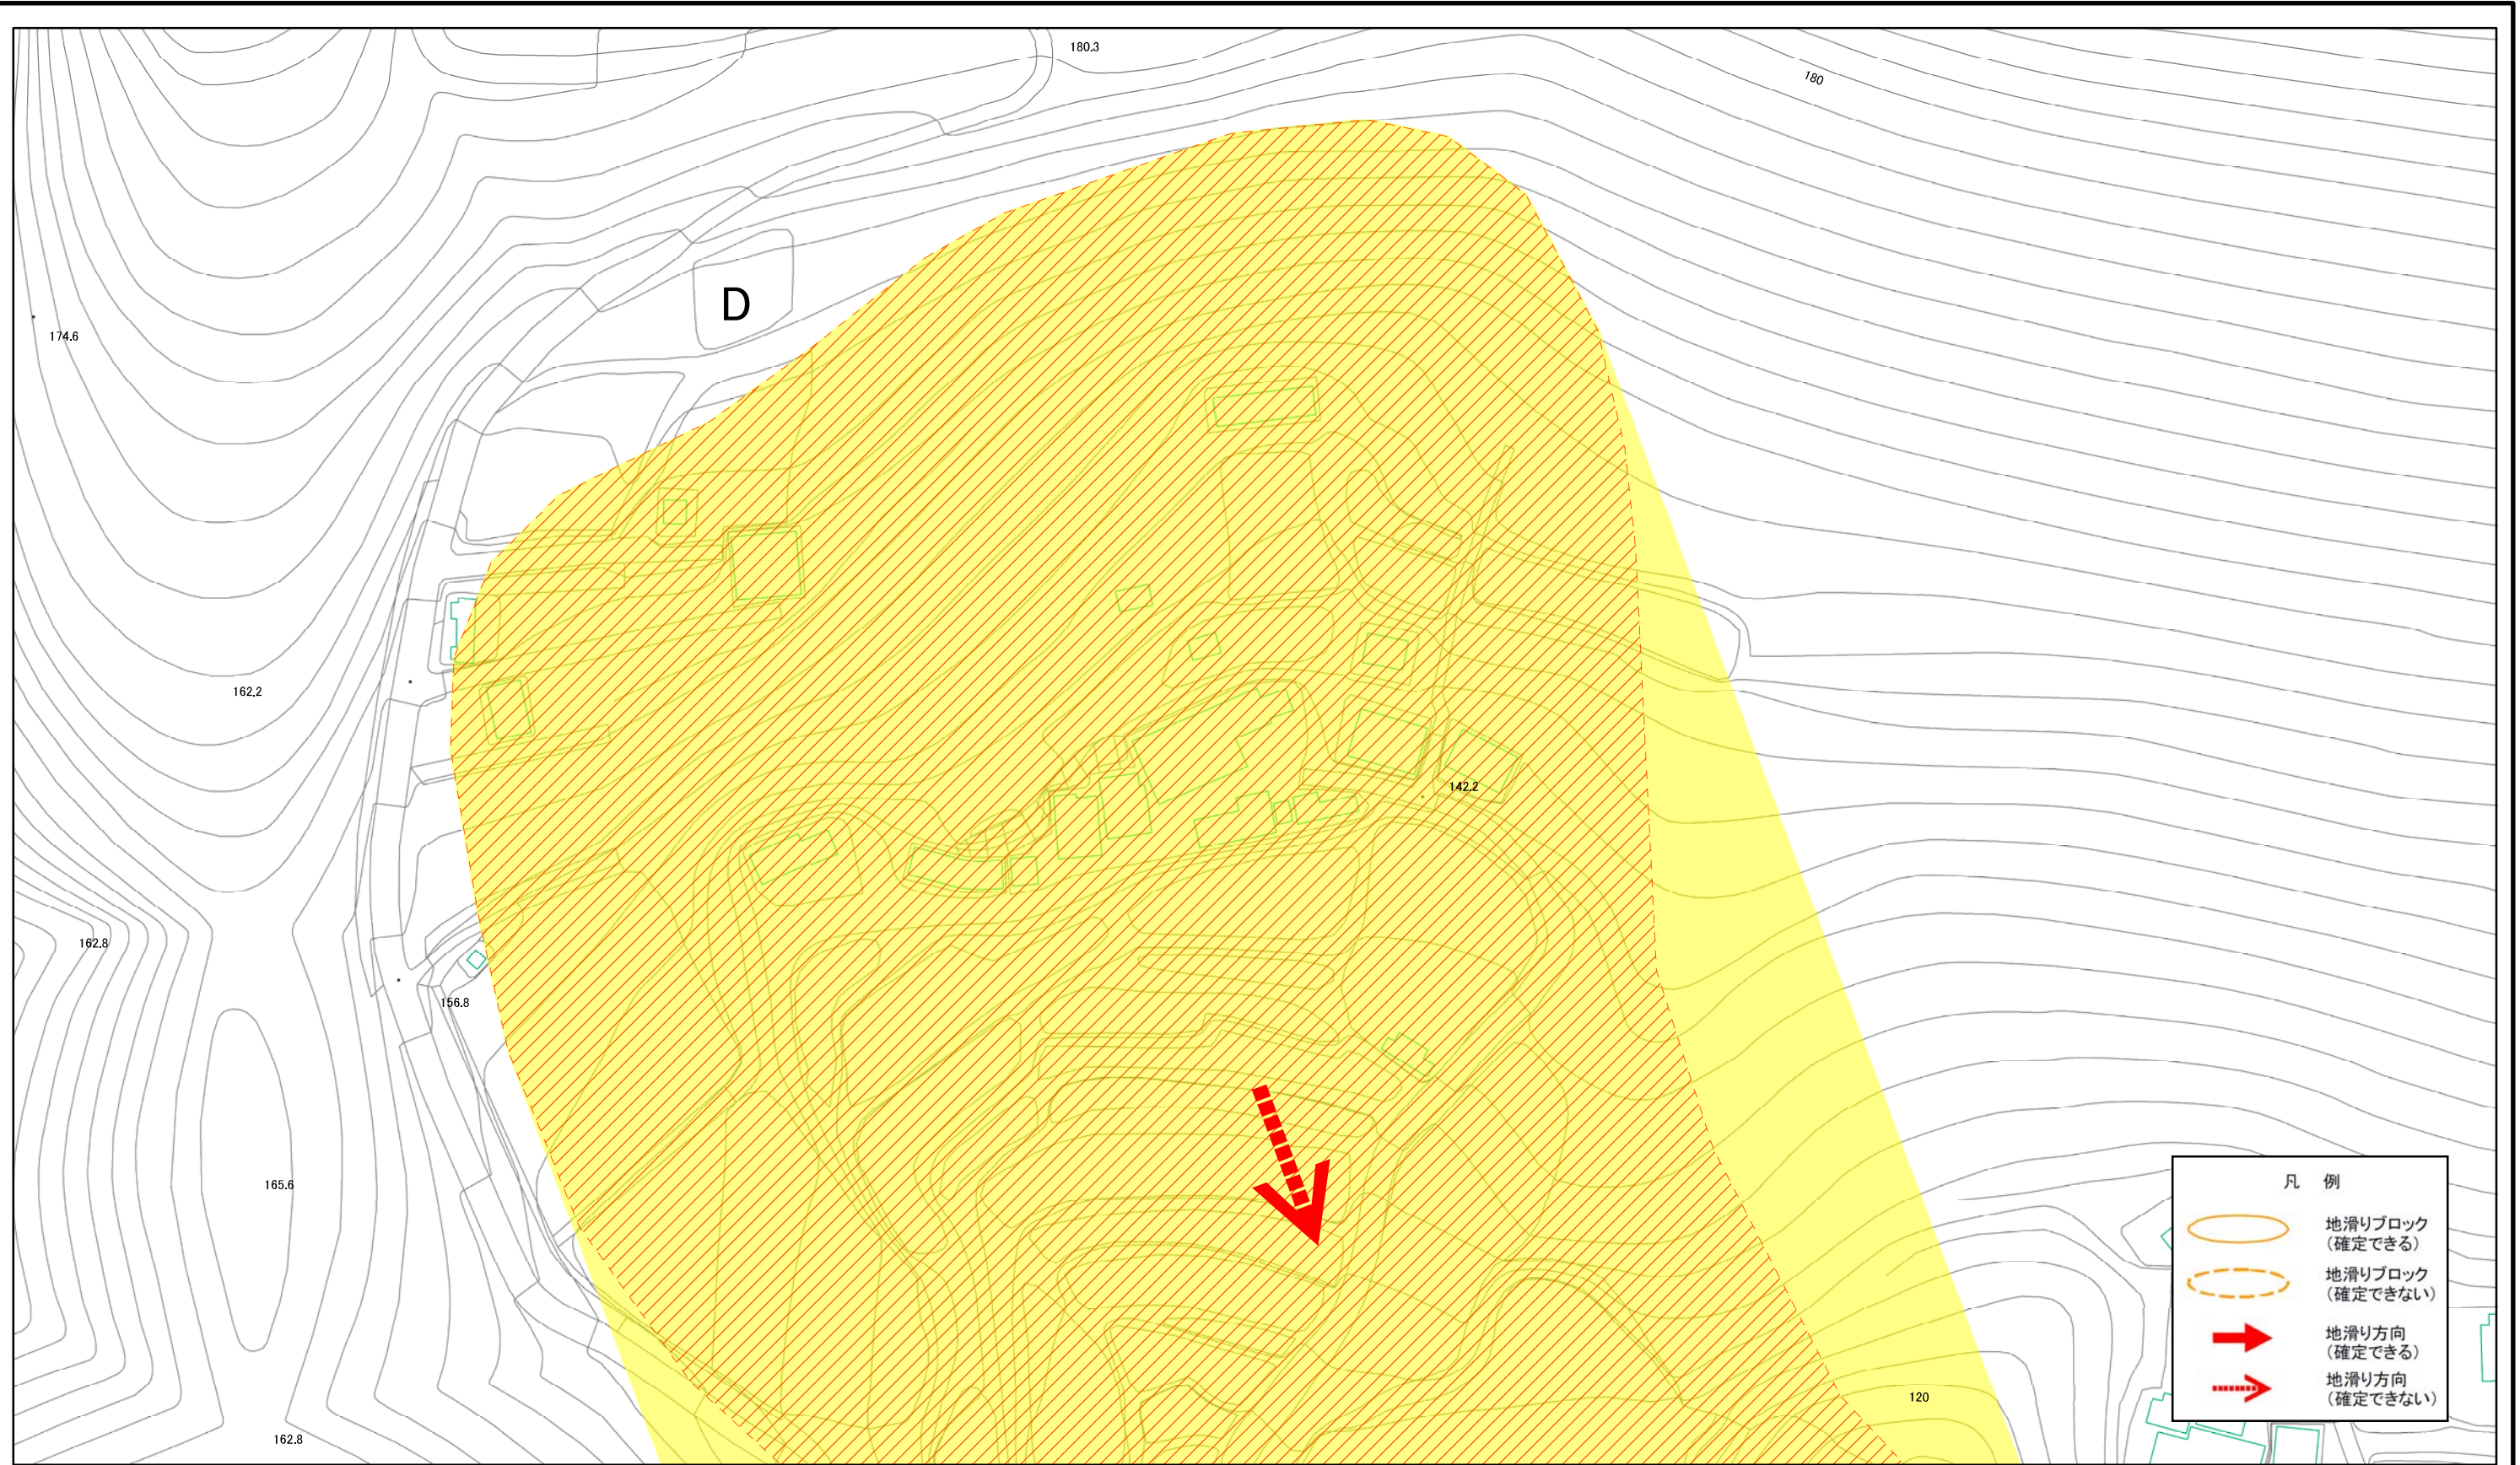 180.3
180
D
174.6
162.2
142.2
162.8
156.8
165.6
120
162.8
凡 例
地滑りブロック
(確定できる)
地滑りブロック
(確定できない)
地滑り方向
(確定できる)
地滑り方向
(確定できない)